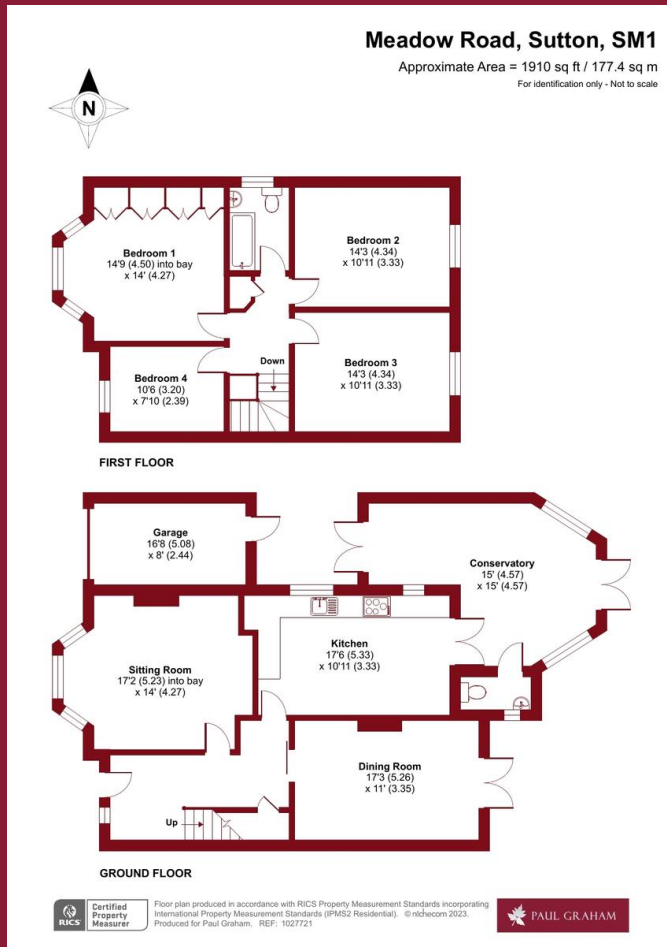 Meadow Road, Sutton, SM1
Approximate Area = 1910 sq ft / 177.4 sq m
For identification only - Not to scale
N
Bedroom 1
14'9 (4.50) into bay
x 14' (4.27)
Bedroom 2
14'3 (4.34)
x 10'11 (3.33)
Bedroom 4
10'6 (3.20)
x 7'10 (2.39)
Down
Bedroom 3
14'3 (4.34)
x 10'11 (3.33)
FIRST FLOOR
Garage
16'8 (5.08)
x 8' (2.44)
Conservatory
15' (4.57)
x 15' (4.57)
Sitting Room
17'2 (5.23) into bay
x 14' (4.27)
Kitchen
17'6 (5.33)
x 10'11 (3.33)
Dining Room
17'3 (5.26)
x 11' (3.35)
Up
GROUND FLOOR
RICS
Certified
Property
Measurer
Floor plan produced in accordance with RICS Property Measurement Standards incorporating
International Property Measurement Standards (IPMS2 Residential). © 2023.
Produced for Paul Graham. REF: 1027721
PAUL GRAHAM